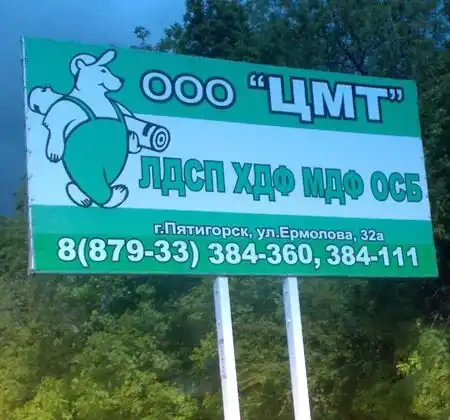 ООО "ЦМТ"
ЛДСП ХДФ МДФ ОСБ
г.Пятигорск, ул.Ермолова, 32а
8(879-33) 384-360, 384-111